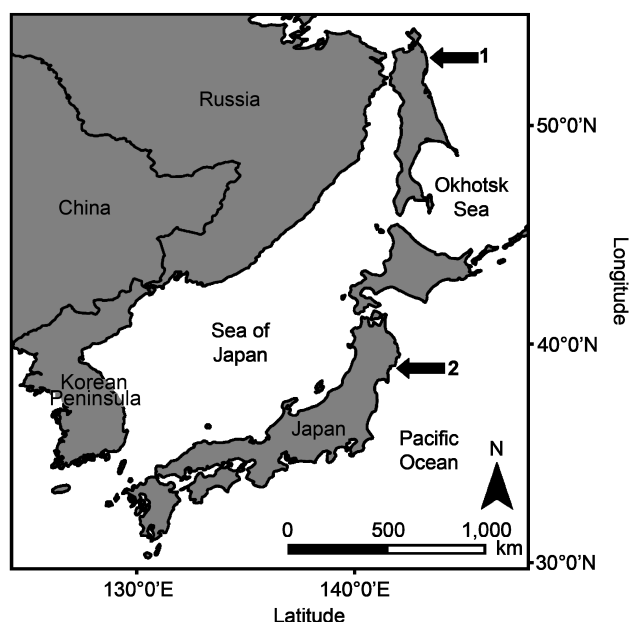 1
Russia
50°0'N
Okhotsk
Sea
China
Longitude
Sea of
Japan
40°0'N
2
Korean
Peninsula
Japan
Pacific
Ocean
N
0 500 1,000
km
30°0'N
130°0'E 140°0'E
Latitude